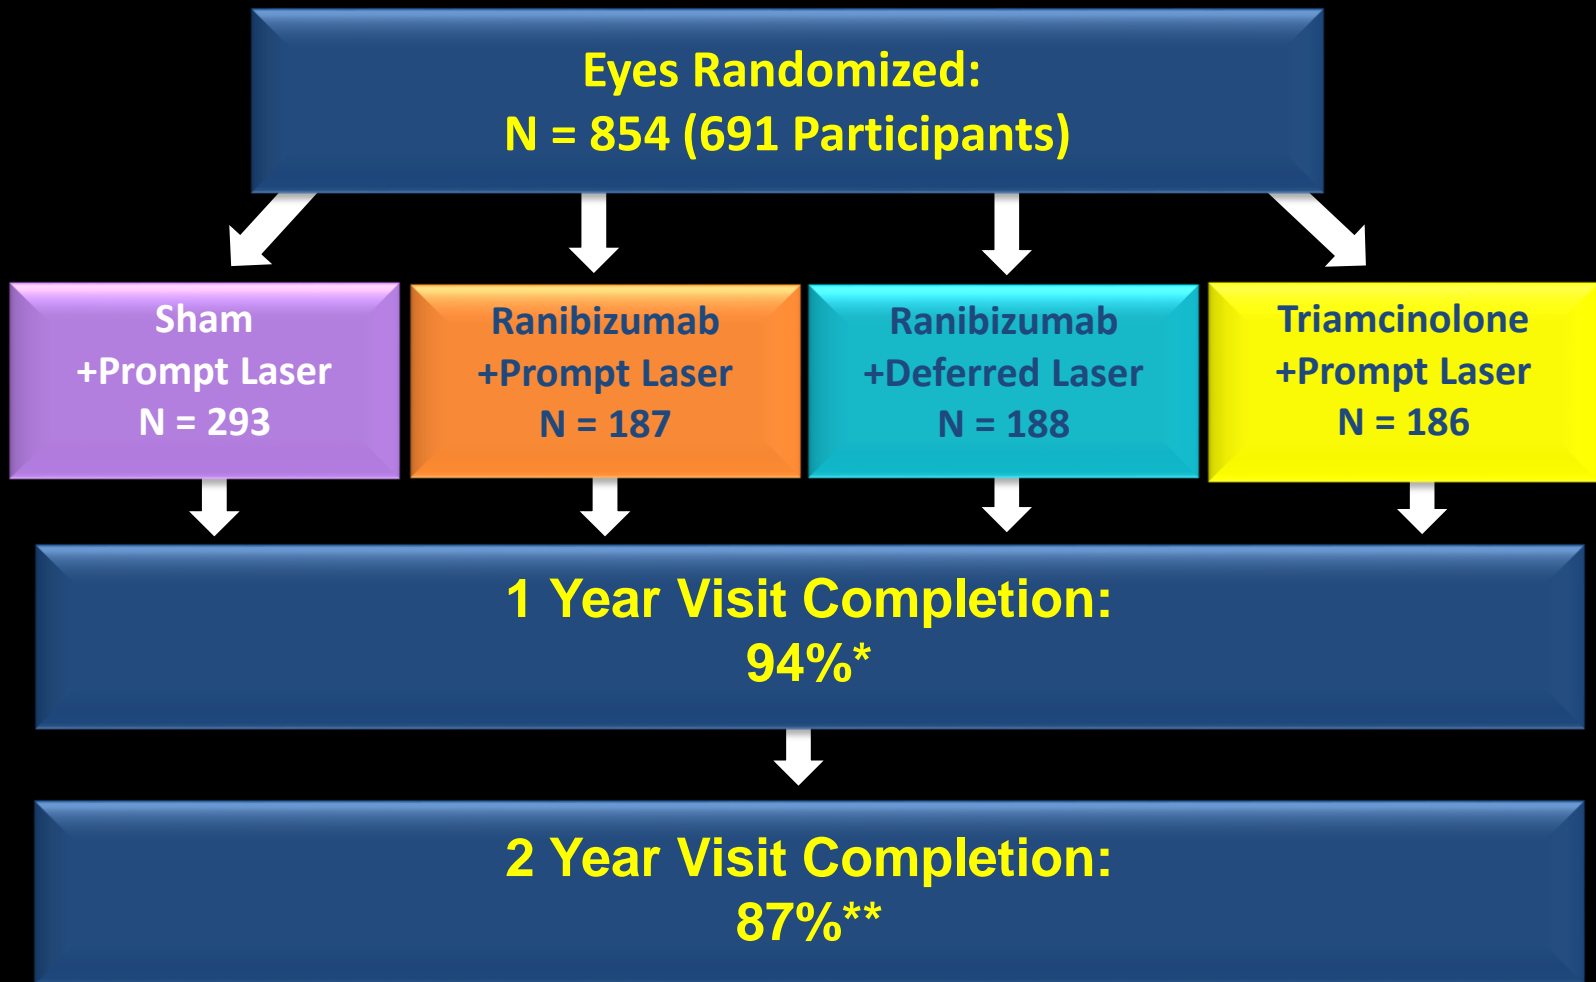 Eyes Randomized:
N = 854 (691 Participants)
Sham
+Prompt Laser
N = 293
Ranibizumab
+Prompt Laser
N = 187
Ranibizumab
+Deferred Laser
N = 188
Triamcinolone
+Prompt Laser
N = 186
1 Year Visit Completion:
94%*
2 Year Visit Completion:
87%**